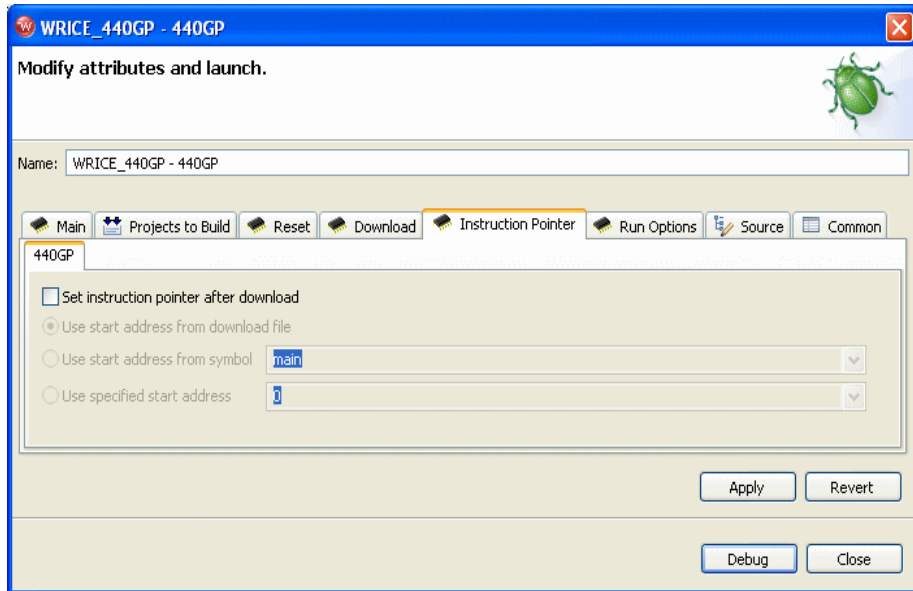 WRICE_440GP - 440GP
Modify attributes and launch.
Name: WRICE_440GP - 440GP
Main Projects to Build Reset Download Instruction Pointer Run Options Source Common
440GP
Set instruction pointer after download
Use start address from download file
Use start address from symbol main
Use specified start address 0
Apply Revert
Debug Close